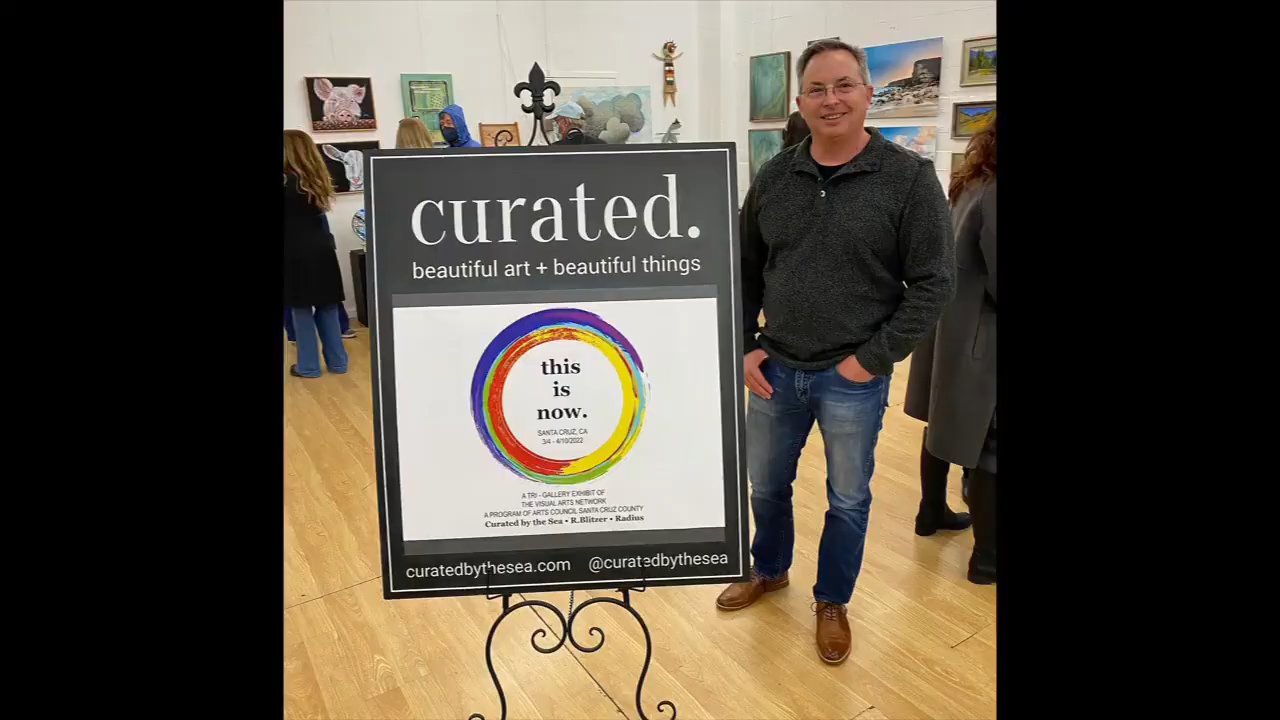 curated.
beautiful art + beautiful things
this
is
now.
SANTA CRUZ, CA
3/4 - 4/10/2022
A TRI - GALLERY EXHIBIT OF
THE VISUAL ARTS NETWORK
A PROGRAM OF ARTS COUNCIL SANTA CRUZ COUNTY
Curated by the Sea • R.Blitzer • Radius
curatedbythesea.com @curatedbythesea